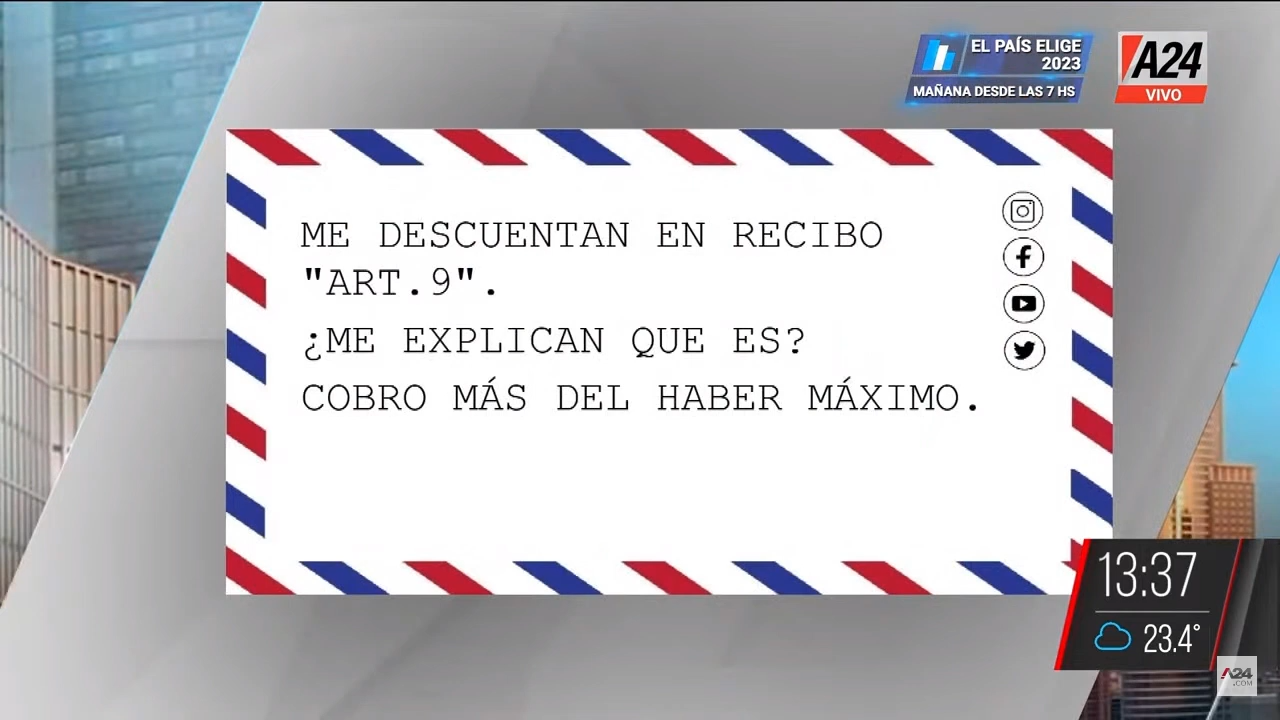 EL PAÍS ELIGE
2023
MAÑANA DESDE LAS 7 HS
A24
VIVO
ME DESCUENTAN EN RECIBO
"ART.9".
¿ME EXPLICAN QUE ES?
COBRO MÁS DEL HABER MÁXIMO.
13:37
23.4°
A24
.COM